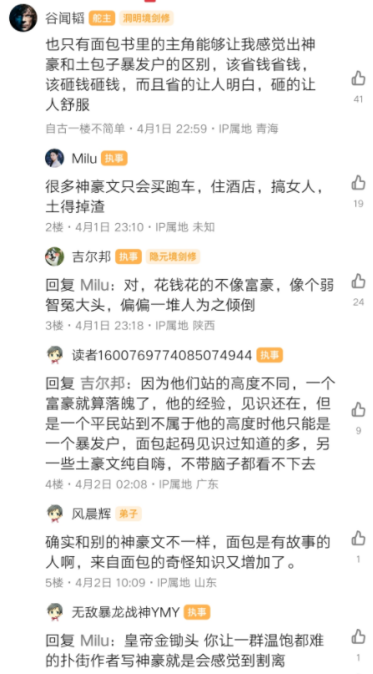 谷闻韬 舵主 洞明境剑修
也只有面包书里的主角能够让我感觉出神
豪和土包子暴发户的区别，该省钱省钱，
该砸钱砸钱，而且省的让人明白，砸的让
人舒服
41
自古一楼不简单・4月1日 22:59・IP属地 青海
Milu 执事
很多神豪文只会买跑车，住酒店，搞女人，
土得掉渣
19
2楼・4月1日 23:10・IP属地 未知
吉尔邦 执事 隐元境剑修
回复 Milu：对，花钱花的不像富豪，像个弱
智冤大头，偏偏一堆人为之倾倒
24
3楼・4月1日 23:18・IP属地 陕西
读者1600769774085074944 执事
回复 吉尔邦：因为他们站的高度不同，一个
富豪就算落魄了，他的经验，见识还在，但
是一个平民站到不属于他的高度时他只能是
一个暴发户，面包起码见识过知道的多，另
一些土豪文纯自嗨，不带脑子都看不下去
9
4楼・4月2日 02:08・IP属地 广东
风晨辉 弟子
确实和别的神豪文不一样，面包是有故事的
人啊，来自面包的奇怪知识又增加了。
1
5楼・4月2日 10:09・IP属地 山东
无敌暴龙战神YMY 执事
回复 Milu：皇帝金锄头 你让一群温饱都难
的扑街作者写神豪就是会感觉到割离
1